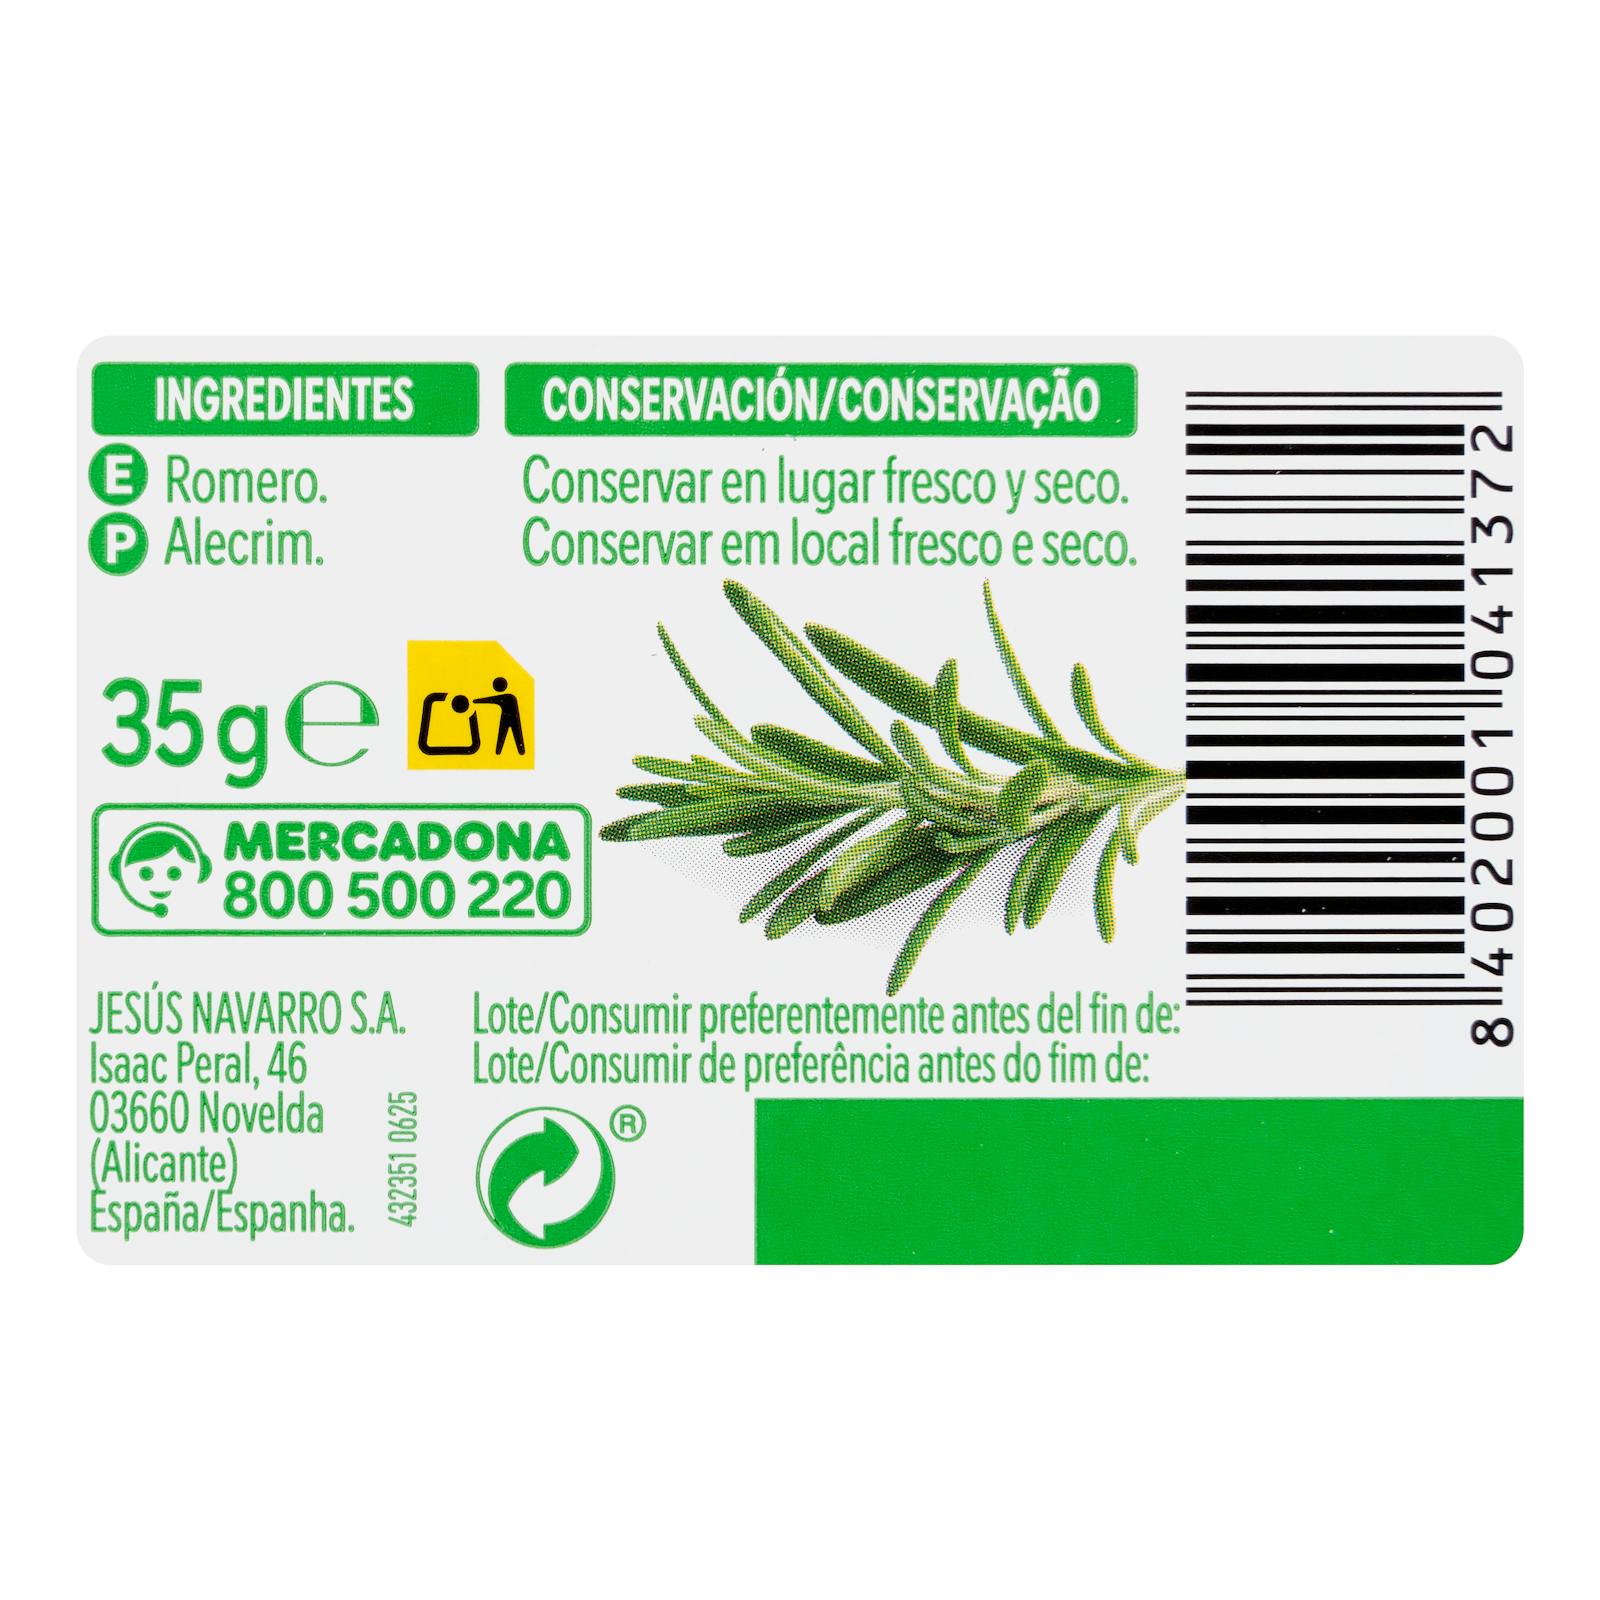 INGREDIENTES
E Romero.
P Alecrim.
CONSERVACIÓN/CONSERVAÇÃO
Conservar en lugar fresco y seco.
Conservar em local fresco e seco.
35g e
MERCADONA
800 500 220
JESÚS NAVARRO S.A.
Isaac Peral, 46
03660 Novelda
(Alicante)
España/Espanha.
432351 0625
Lote/Consumir preferentemente antes del fin de:
Lote/Consumir de preferência antes do fim de:
®
8 402001 041372